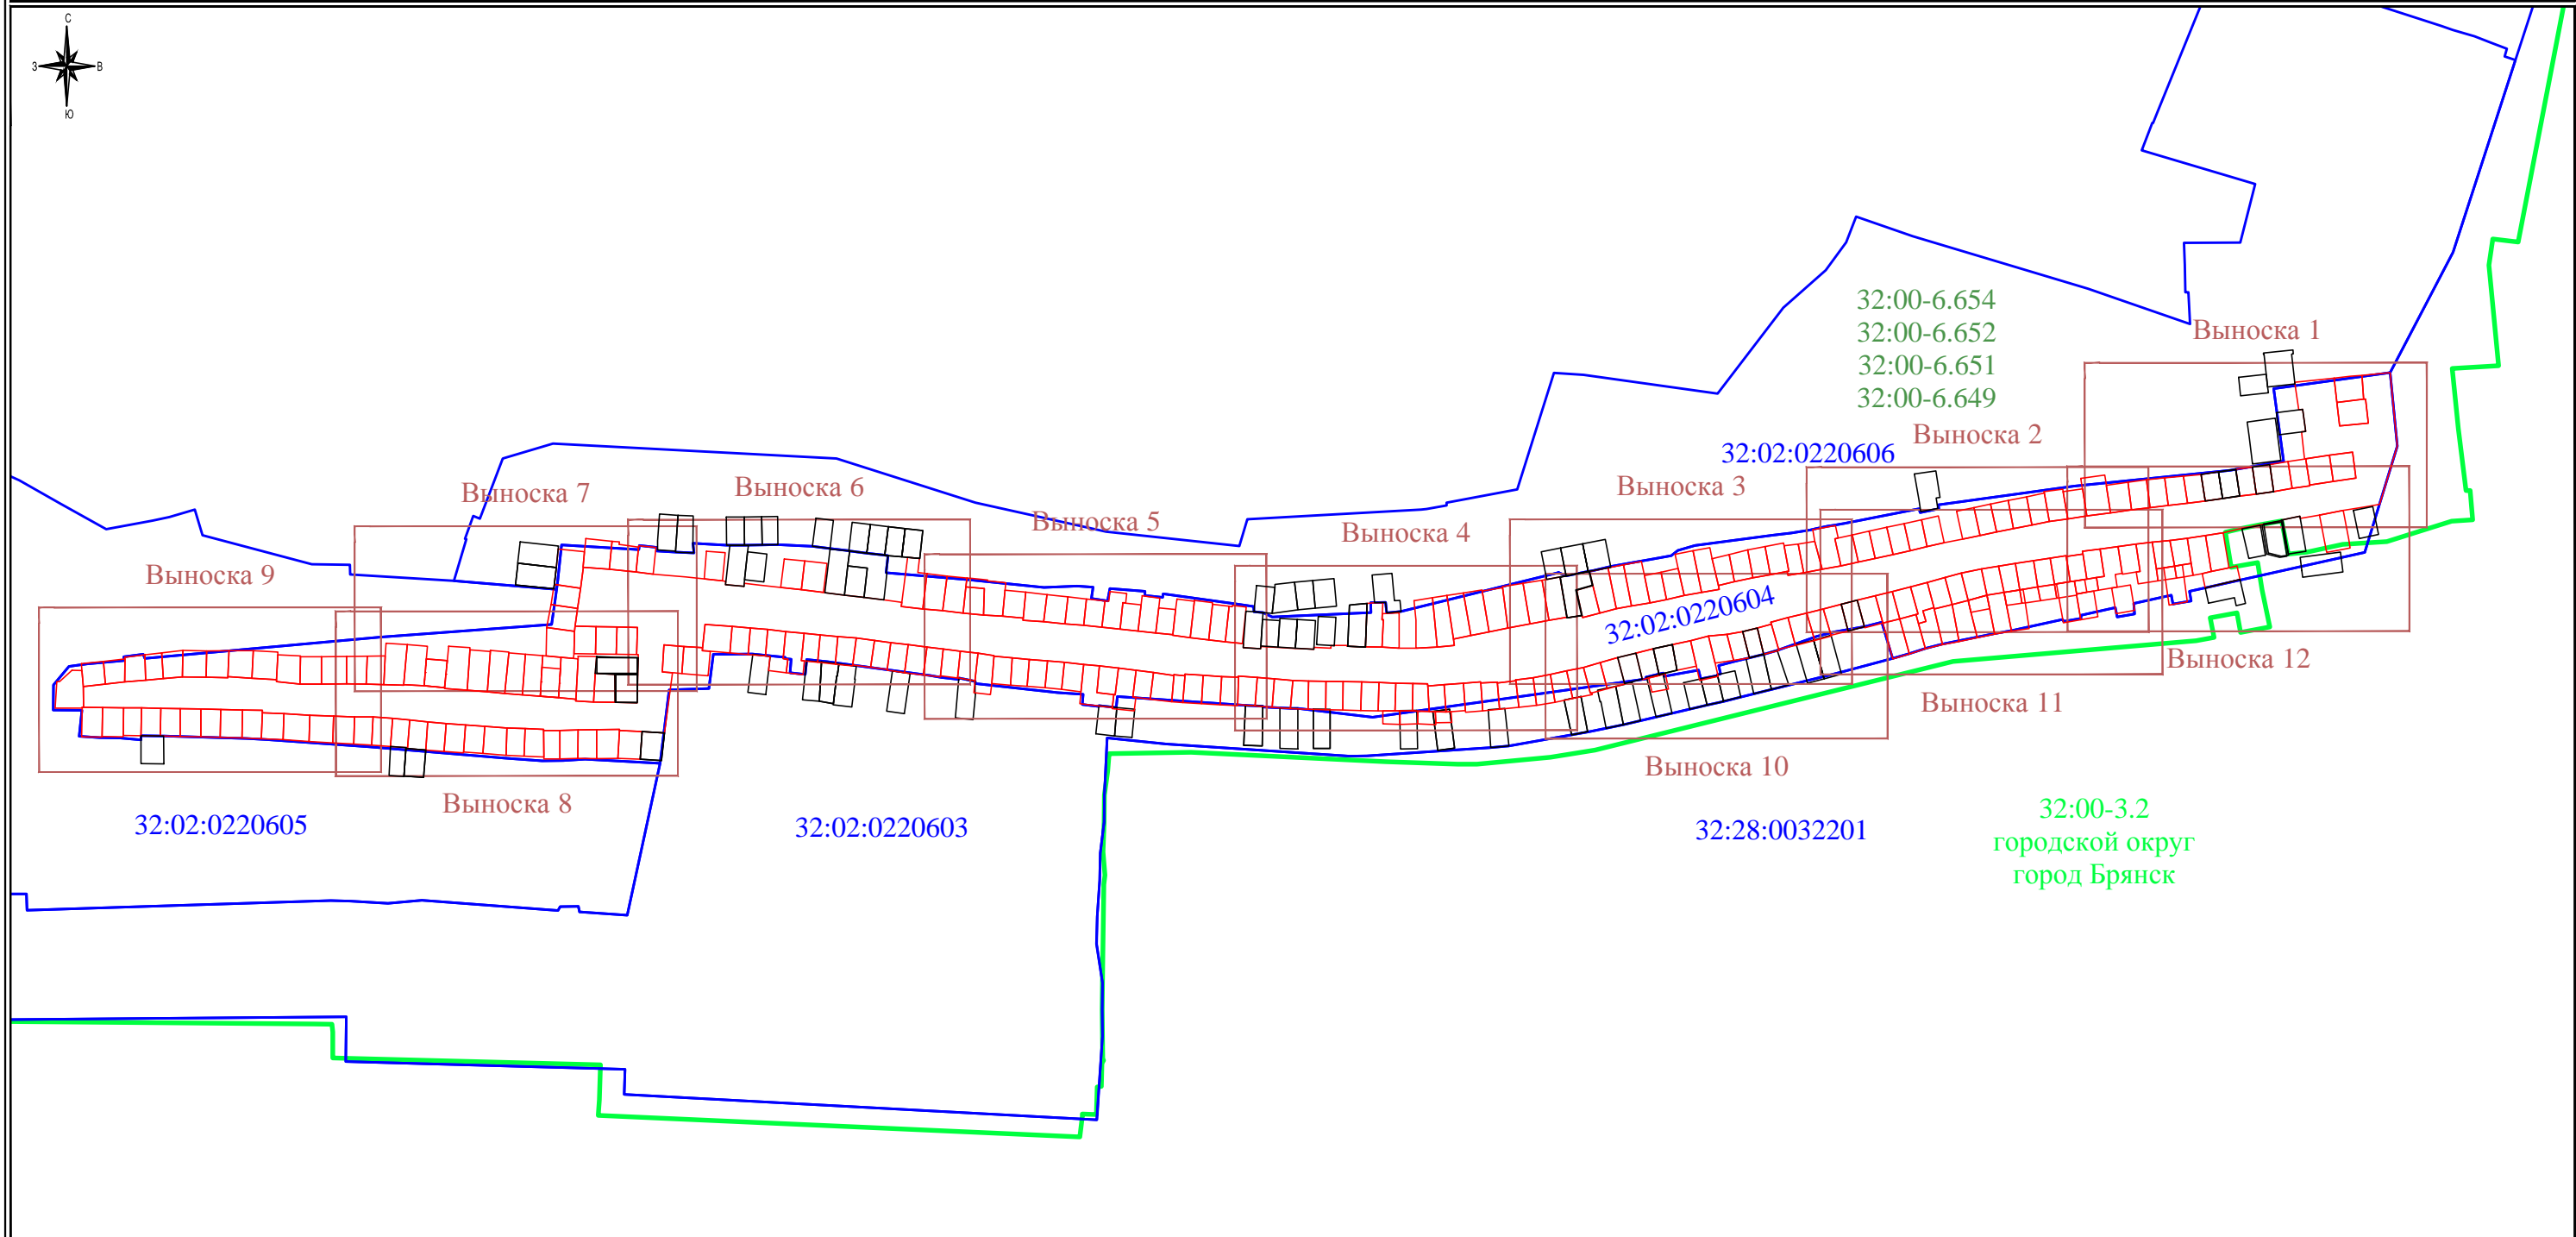 С
З
В
Ю
32:00-6.654
32:00-6.652
32:00-6.651
32:00-6.649
Выноска 1
Выноска 2
32:02:0220606
Выноска 3
Выноска 4
Выноска 5
Выноска 6
Выноска 7
Выноска 9
32:02:0220604
Выноска 12
Выноска 11
Выноска 10
Выноска 8
32:02:0220605
32:02:0220603
32:28:0032201
32:00-3.2
городской округ
город Брянск